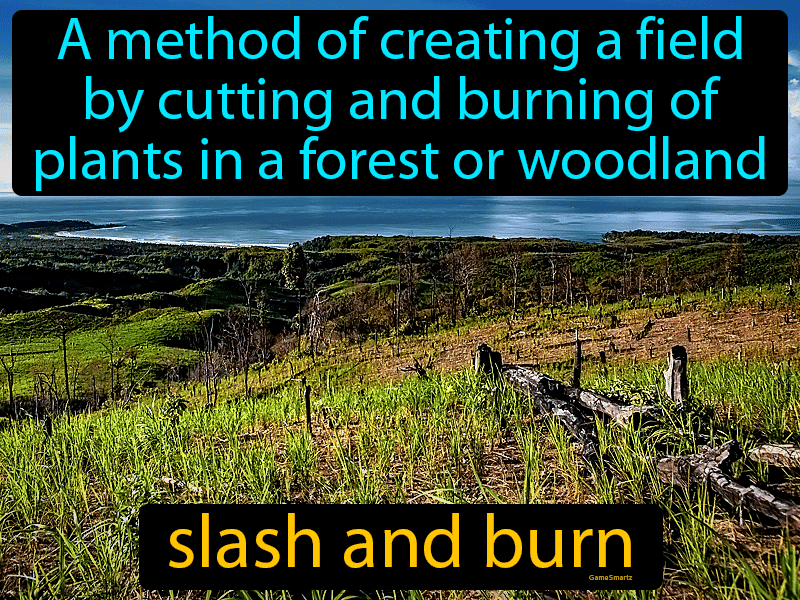 A method of creating a field
by cutting and burning of
plants in a forest or woodland
slash and burn
GameSmartz